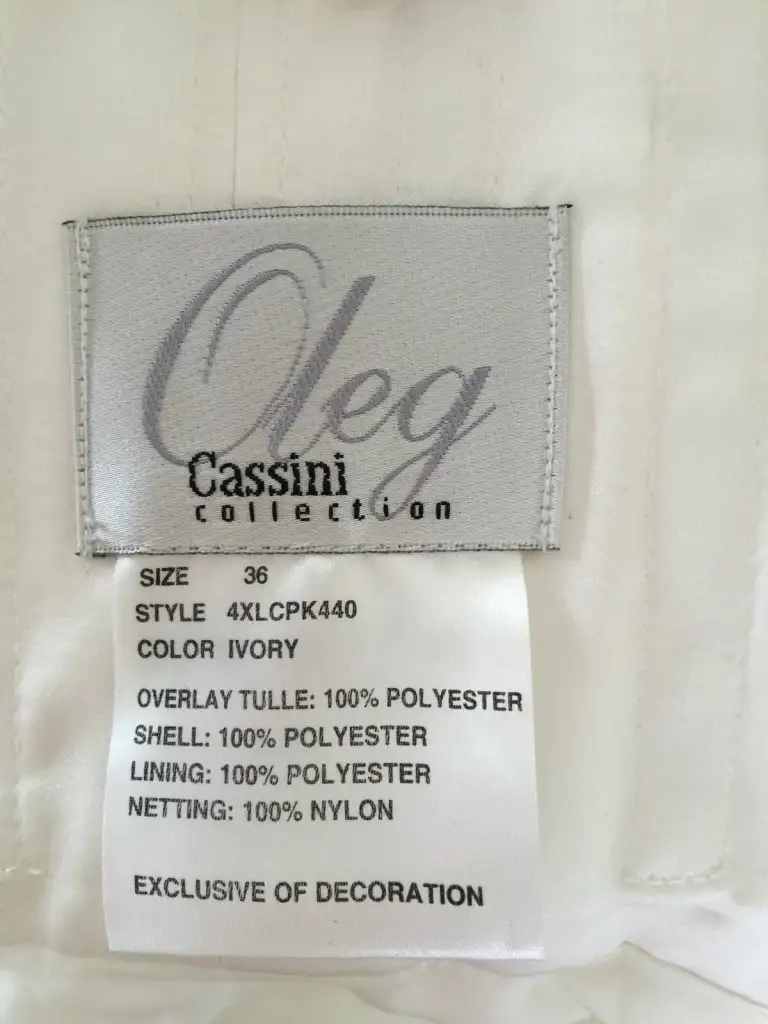 Oleg
Cassini
collection
SIZE 36
STYLE 4XLCPK440
COLOR IVORY
OVERLAY TULLE: 100% POLYESTER
SHELL: 100% POLYESTER
LINING: 100% POLYESTER
NETTING: 100% NYLON
EXCLUSIVE OF DECORATION